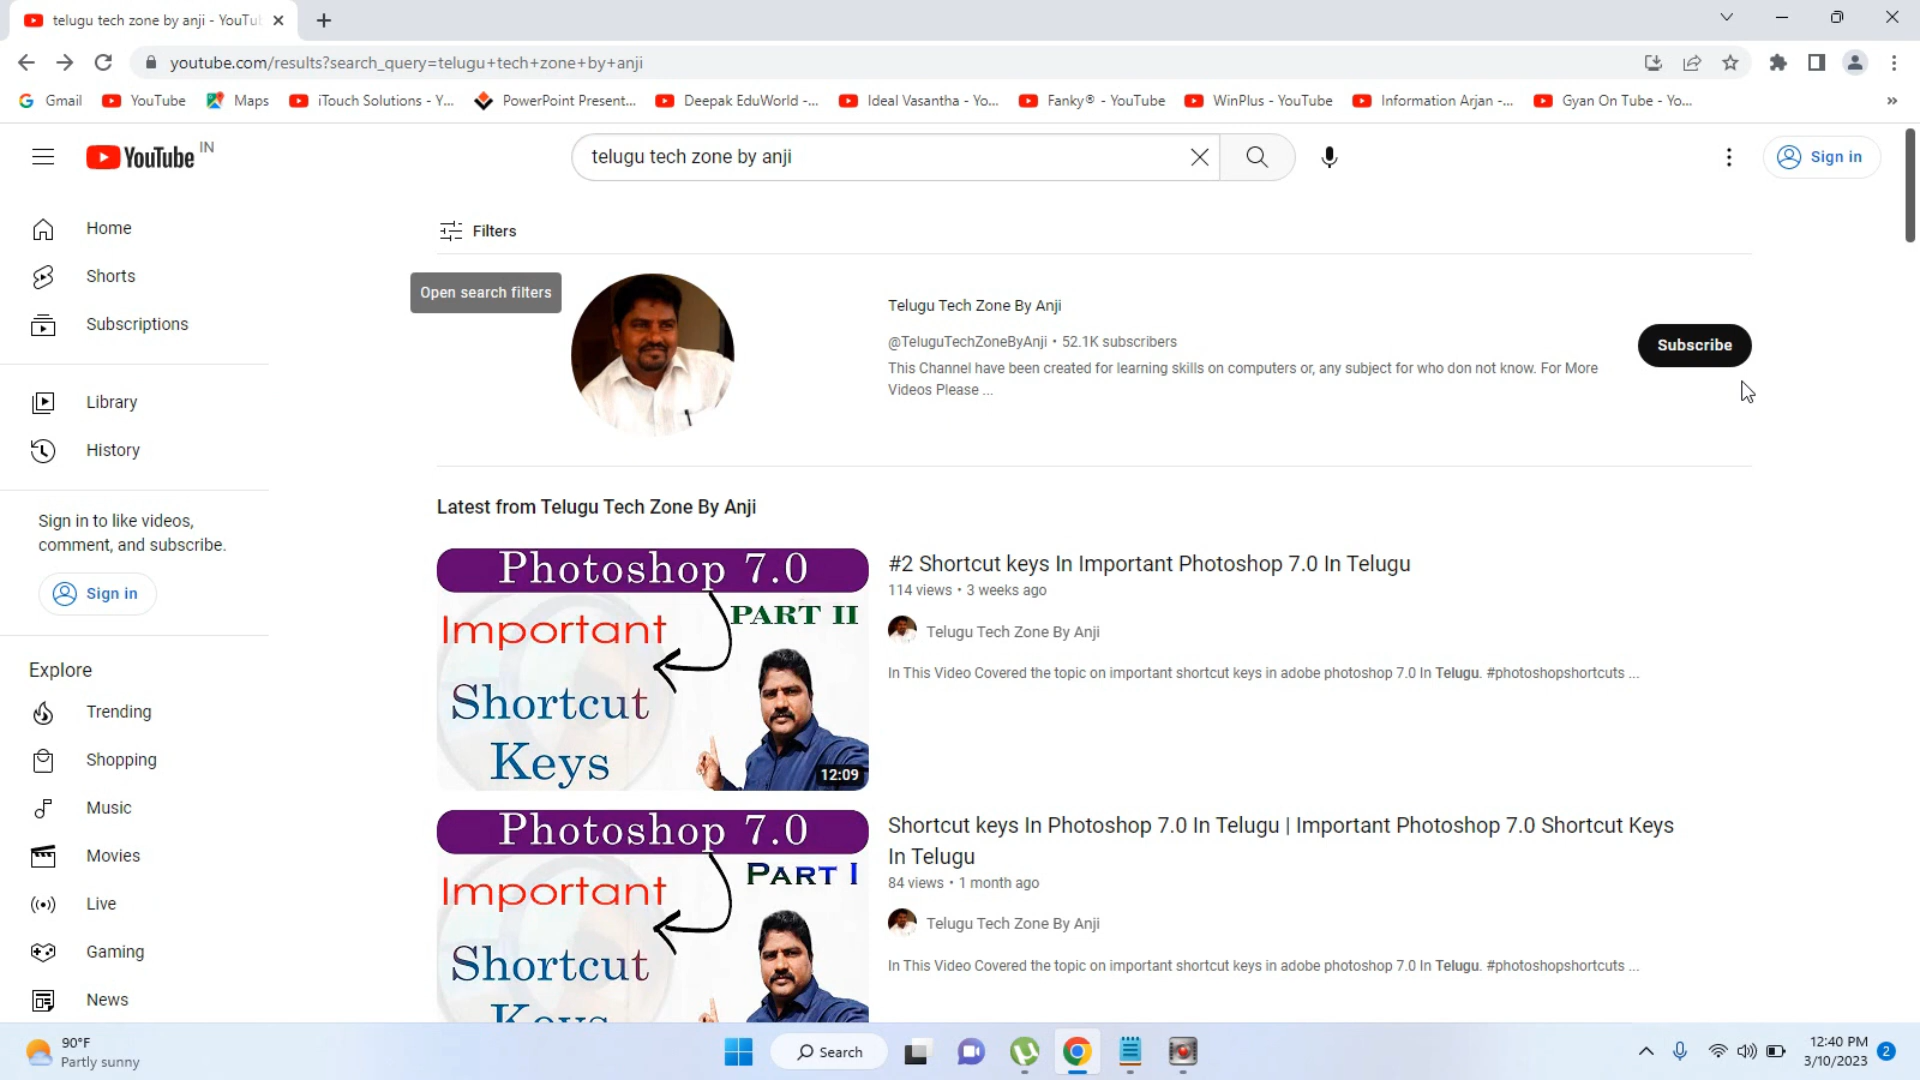 telugu tech zone by anji - YouTu
youtube.com/results?search_query=telugu+tech+zone+by+anji
Gmail
YouTube
Maps
iTouch Solutions - Y...
PowerPoint Present...
Deepak EduWorld -...
Ideal Vasantha - Yo...
Fanky® - YouTube
WinPlus - YouTube
Information Arjan -...
Gyan On Tube - Yo...
»
YouTube IN
telugu tech zone by anji
Sign in
Home
Shorts
Subscriptions
Library
History
Sign in to like videos,
comment, and subscribe.
Sign in
Explore
Trending
Shopping
Music
Movies
Live
Gaming
News
Filters
Open search filters
Telugu Tech Zone By Anji
@TeluguTechZoneByAnji • 52.1K subscribers
This Channel have been created for learning skills on computers or, any subject for who don not know. For More
Videos Please ...
Subscribe
Latest from Telugu Tech Zone By Anji
Photoshop 7.0
PART II
Important
Shortcut
Keys
12:09
#2 Shortcut keys In Important Photoshop 7.0 In Telugu
114 views • 3 weeks ago
Telugu Tech Zone By Anji
In This Video Covered the topic on important shortcut keys in adobe photoshop 7.0 In Telugu. #photoshopshortcuts ...
Photoshop 7.0
PART I
Important
Shortcut
Keys
Shortcut keys In Photoshop 7.0 In Telugu | Important Photoshop 7.0 Shortcut Keys
In Telugu
84 views • 1 month ago
Telugu Tech Zone By Anji
In This Video Covered the topic on important shortcut keys in adobe photoshop 7.0 In Telugu. #photoshopshortcuts ...
90°F
Partly sunny
Search
12:40 PM
3/10/2023
2